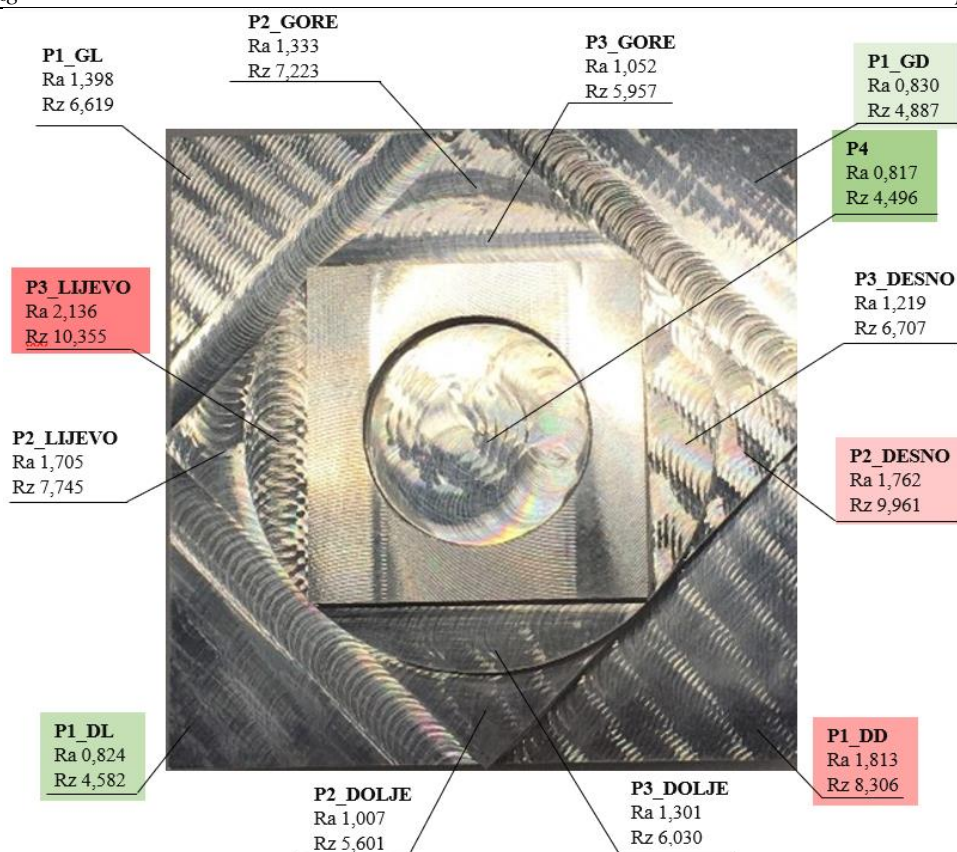 P2_GORE
Ra 1,333
Rz 7,223
P3_GORE
Ra 1,052
Rz 5,957
P1_GL
Ra 1,398
Rz 6,619
P1_GD
Ra 0,830
Rz 4,887
P4
Ra 0,817
Rz 4,496
P3_LIJEVO
Ra 2,136
Rz 10,355
P3_DESNO
Ra 1,219
Rz 6,707
P2_LIJEVO
Ra 1,705
Rz 7,745
P2_DESNO
Ra 1,762
Rz 9,961
P1_DL
Ra 0,824
Rz 4,582
P1_DD
Ra 1,813
Rz 8,306
P2_DOLJE
Ra 1,007
Rz 5,601
P3_DOLJE
Ra 1,301
Rz 6,030